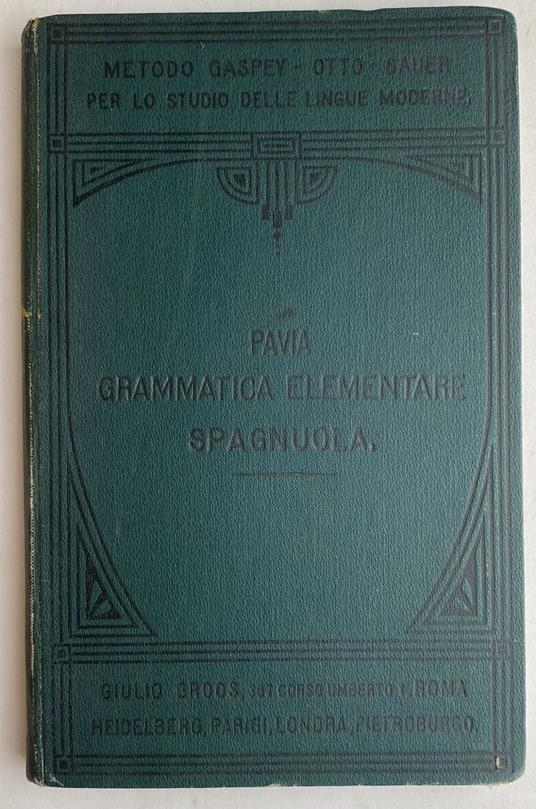 METODO GASPEY - OTTO - SAUER
PER LO STUDIO DELLE LINGUE MODERNE.
PAVIA
GRAMMATICA ELEMENTARE
SPAGNUOLA.
GIULIO GROOS, 397 CORSO UMBERTO I, ROMA
HEIDELBERG, PARIGI, LONDRA, PIETROBURGO.